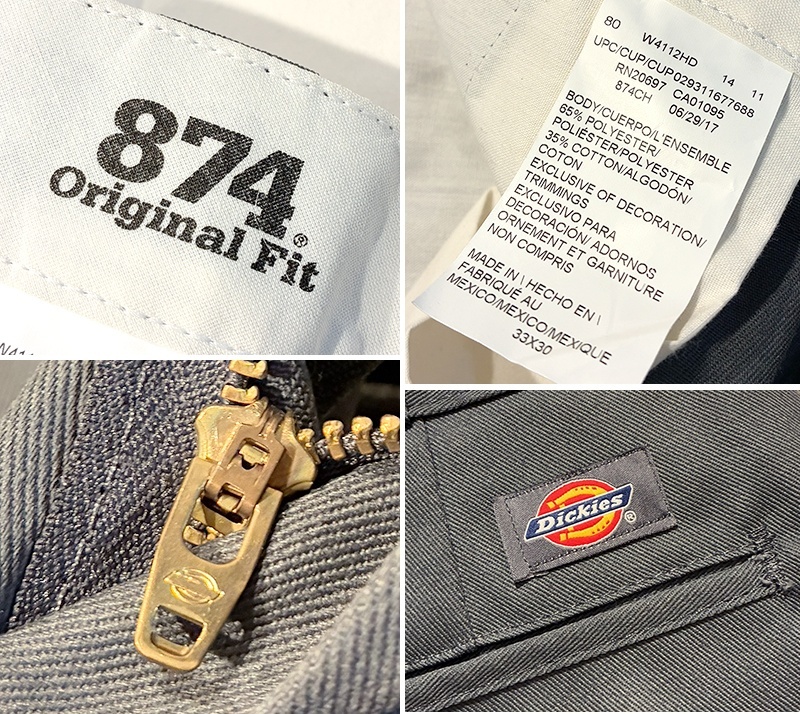 874®
Original Fit
80 W4112HD 14 11
UPC/CUP/CUP029311677688
RN20697 CA01095
874CH 06/29/17
BODY/CUERPO/L'ENSEMBLE
65% POLYESTER/
POLIÉSTER/POLYESTER
35% COTTON/ALGODÓN/
COTON
EXCLUSIVE OF DECORATION/
TRIMMINGS
EXCLUSIVO PARA
DECORACIÓN/ ADORNOS
ORNEMENT ET GARNITURE
NON COMPRIS
MADE IN \ HECHO EN \
FABRIQUÉ AU
MEXICO/MEXICO/MEXIQUE
33X30
Dickies®